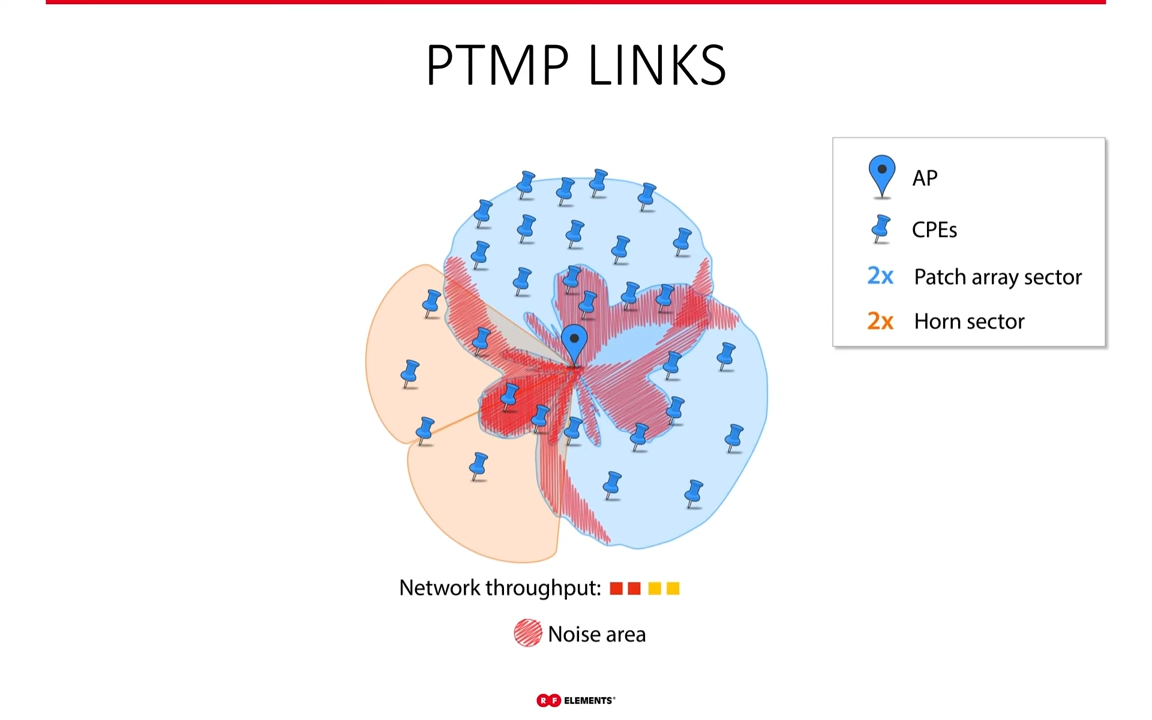 PTMP LINKS
AP
CPEs
2x Patch array sector
2x Horn sector
Network throughput:
Noise area
RF ELEMENTS®